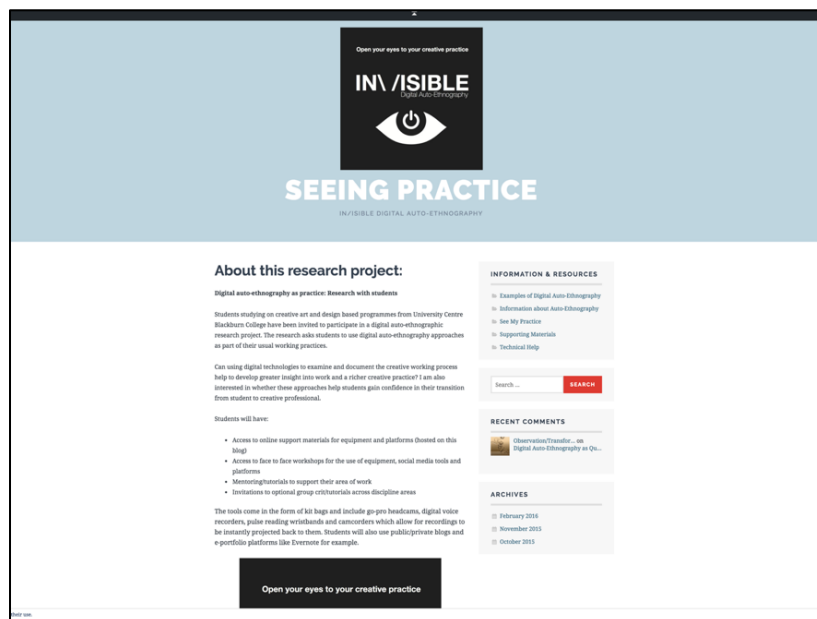 Open your eyes to your creative practice
IN\ /ISIBLE
Digital Auto-Ethnography
SEEING PRACTICE
IN/ISIBLE DIGITAL AUTO-ETHNOGRAPHY
About this research project:
Digital auto-ethnography as practice: Research with students
Students studying on creative art and design based programmes from University Centre
Blackburn College have been invited to participate in a digital auto-ethnographic
research project. The research asks students to use digital auto-ethnography approaches
as part of their usual working practices.
Can using digital technologies to examine and document the creative working process
help to develop greater insight into work and a richer creative practice? I am also
interested in whether these approaches help students gain confidence in their transition
from student to creative professional.
Students will have:
Access to online support materials for equipment and platforms (hosted on this
blog)
Access to face to face workshops for the use of equipment, social media tools and
platforms
Mentoring/tutorials to support their area of work
Invitations to optional group crit/tutorials across discipline areas
The tools come in the form of kit bags and include go-pro headcams, digital voice
recorders, pulse reading wristbands and camcorders which allow for recordings to
be instantly projected back to them. Students will also use public/private blogs and
e-portfolio platforms like Evernote for example.
Open your eyes to your creative practice
INFORMATION & RESOURCES
Examples of Digital Auto-Ethnography
Information about Auto-Ethnography
See My Practice
Supporting Materials
Technical Help
Search ...
SEARCH
RECENT COMMENTS
Observation/Transfor... on
Digital Auto-Ethnography as Qu...
ARCHIVES
February 2016
November 2015
October 2015
their use.